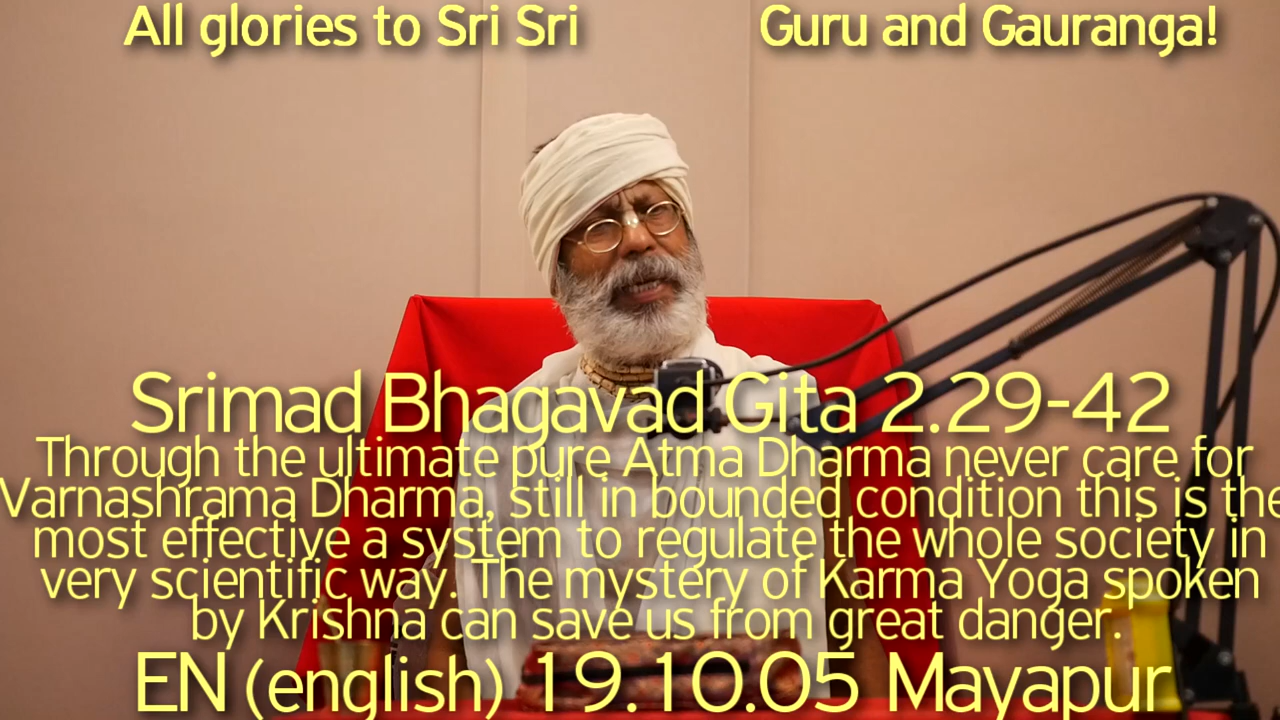 All glories to Sri Sri Guru and Gauranga!
Srimad Bhagavad Gita 2.29-42
Through the ultimate pure Atma Dharma never care for
Varnashrama Dharma, still in bounded condition this is the
most effective a system to regulate the whole society in
very scientific way. The mystery of Karma Yoga spoken
by Krishna can save us from great danger.
EN (english) 19.10.05 Mayapur